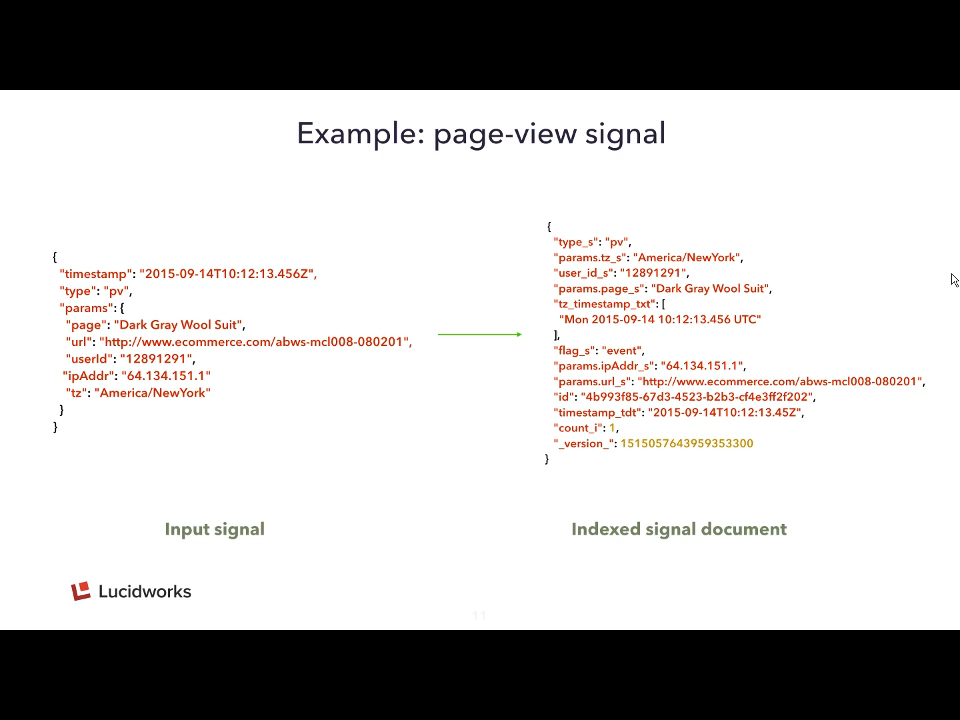 Example: page-view signal
{
"timestamp": "2015-09-14T10:12:13.456Z",
"type": "pv",
"params": {
"page": "Dark Gray Wool Suit",
"url": "http://www.ecommerce.com/abws-mcl008-080201",
"userId": "12891291",
"ipAddr": "64.134.151.1"
"tz": "America/NewYork"
}
}
Input signal
{
"type_s": "pv",
"params.tz_s": "America/NewYork",
"user_id_s": "12891291",
"params.page_s": "Dark Gray Wool Suit",
"tz_timestamp_txt": [
"Mon 2015-09-14 10:12:13.456 UTC"
],
"flag_s": "event",
"params.ipAddr_s": "64.134.151.1",
"params.url_s": "http://www.ecommerce.com/abws-mcl008-080201",
"id": "4b993f85-67d3-4523-b2b3-cf4e3ff2f202",
"timestamp_tdt": "2015-09-14T10:12:13.45Z",
"count_i": 1,
"_version_": 1515057643959353300
}
Indexed signal document
Lucidworks
11